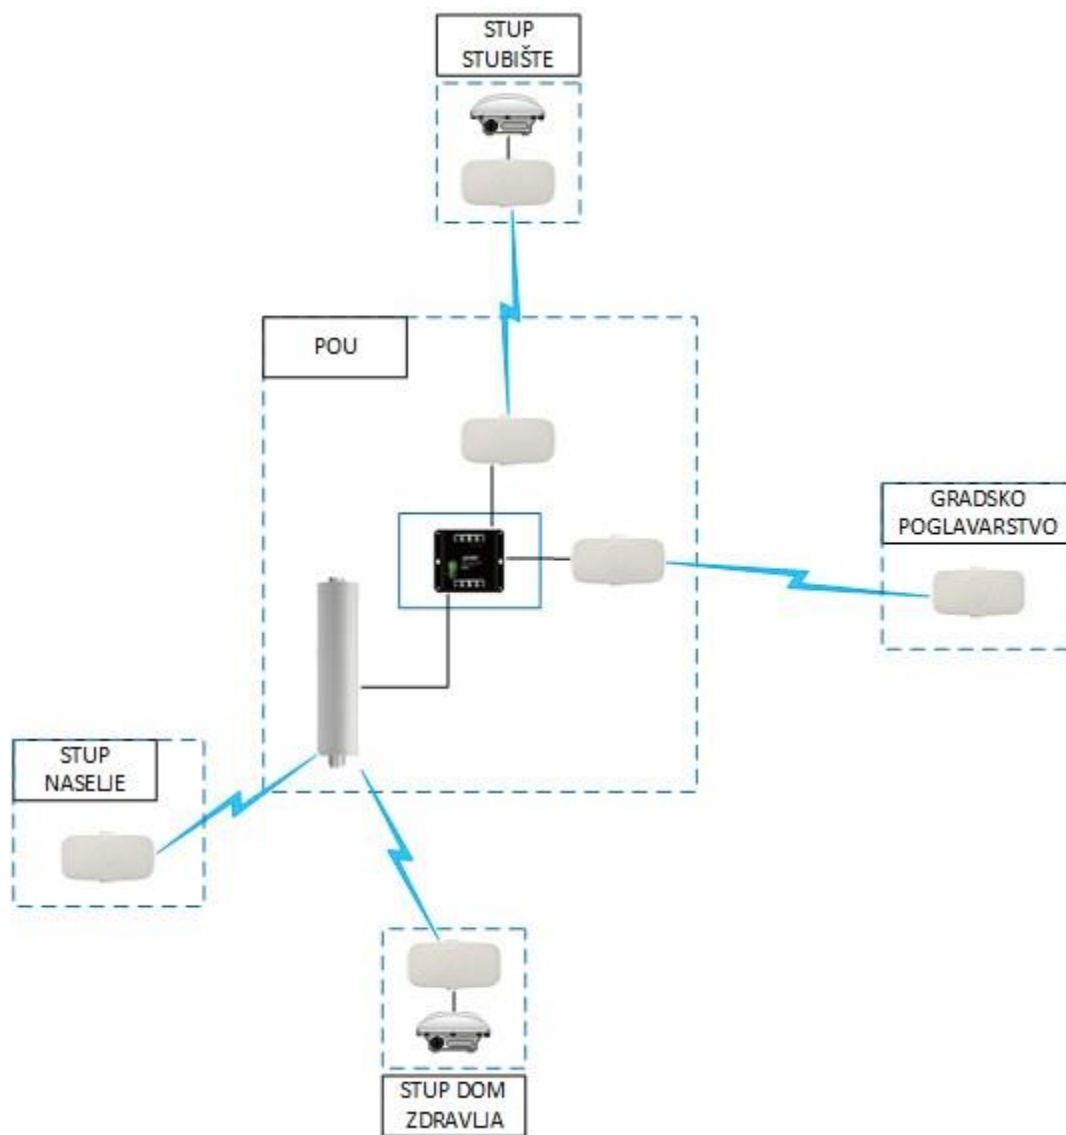 STUP
STUBIŠTE
POU
GRADSKO
POGLAVARSTVO
STUP
NASELJE
STUP DOM
ZDRAVLJA